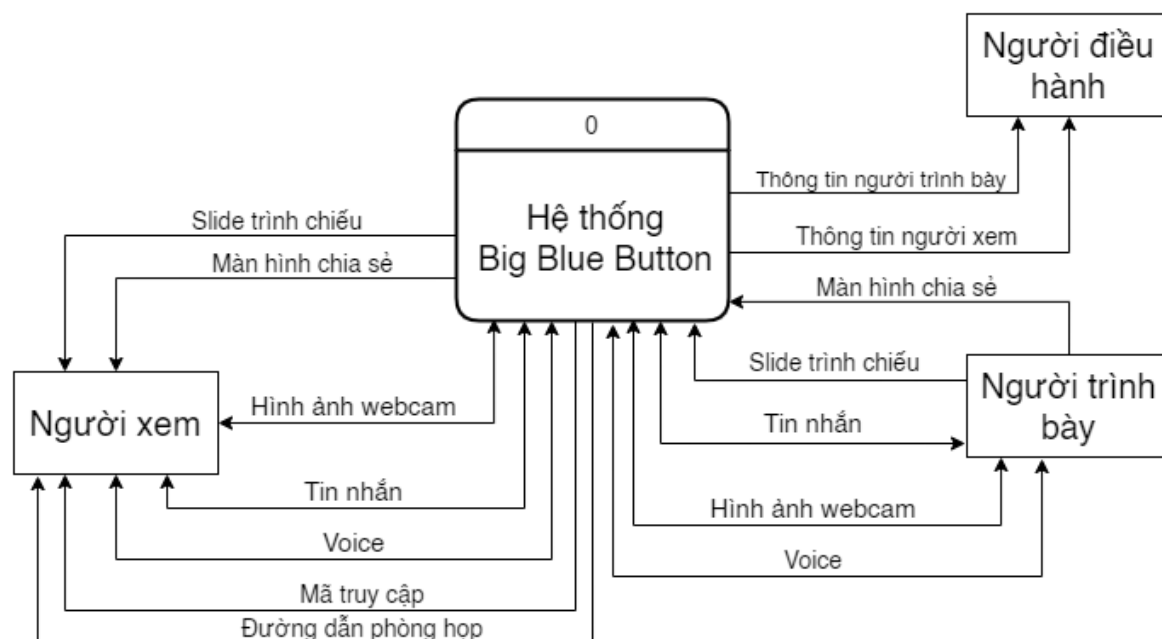 Người điều
hành
0
Hệ thống
Big Blue Button
Thông tin người trình bày
Slide trình chiếu
Thông tin người xem
Màn hình chia sẻ
Màn hình chia sẻ
Slide trình chiếu
Người trình
bày
Người xem
Hình ảnh webcam
Tin nhắn
Tin nhắn
Hình ảnh webcam
Voice
Voice
Mã truy cập
Đường dẫn phòng họp